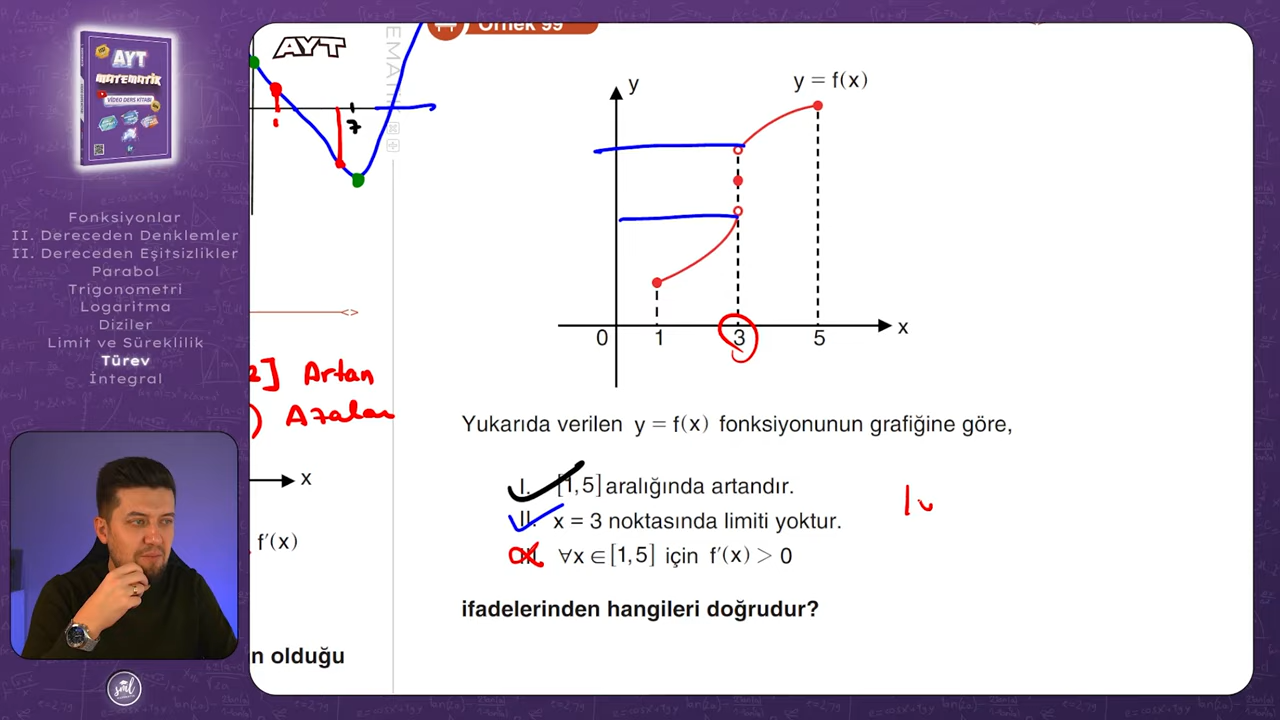 AYT
MATEMATİK
VİDEO DERS KİTABI
Fonksiyonlar
II. Dereceden Denklemler
II. Dereceden Eşitsizlikler
Parabol
Trigonometri
Logaritma
Diziler
Limit ve Süreklilik
Türev
İntegral
sml
AYT
7
<>
2] Artan
) Azalan
x
f′(x)
n olduğu
Örnek 99
y
y = f(x)
0 1 3 5 x
Yukarıda verilen y = f(x) fonksiyonunun grafiğine göre,
I. [1,5] aralığında artandır.
II. x = 3 noktasında limiti yoktur.
III. ∀x ∈ [1,5] için f′(x) > 0
ifadelerinden hangileri doğrudur?